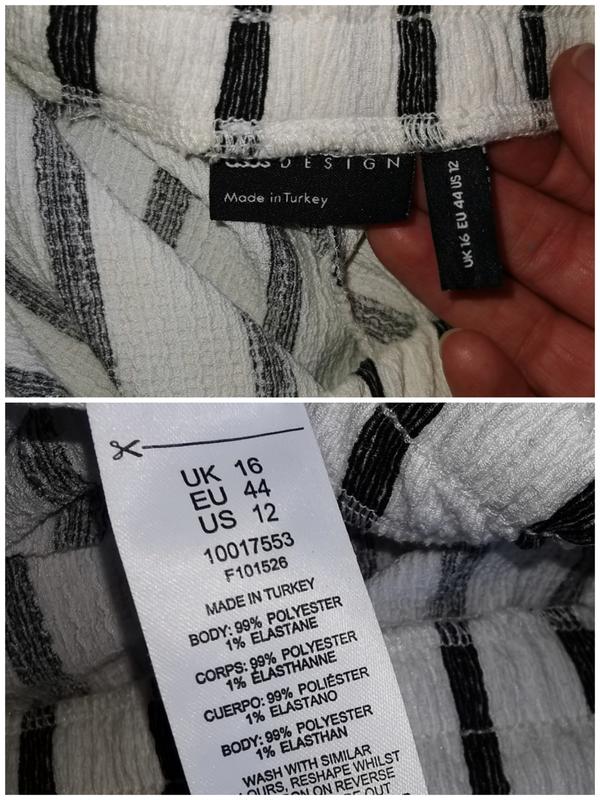 asos DESIGN
Made in Turkey
UK 16 EU 44 US 12
UK 16
EU 44
US 12
10017553
F101526
MADE IN TURKEY
BODY: 99% POLYESTER
1% ELASTANE
CORPS: 99% POLYESTER
1% ÉLASTHANNE
CUERPO: 99% POLIÉSTER
1% ELASTANO
BODY: 99% POLYESTER
1% ELASTHAN
WASH WITH SIMILAR
OURS, RESHAPE WHILST
ON ON REVERSE